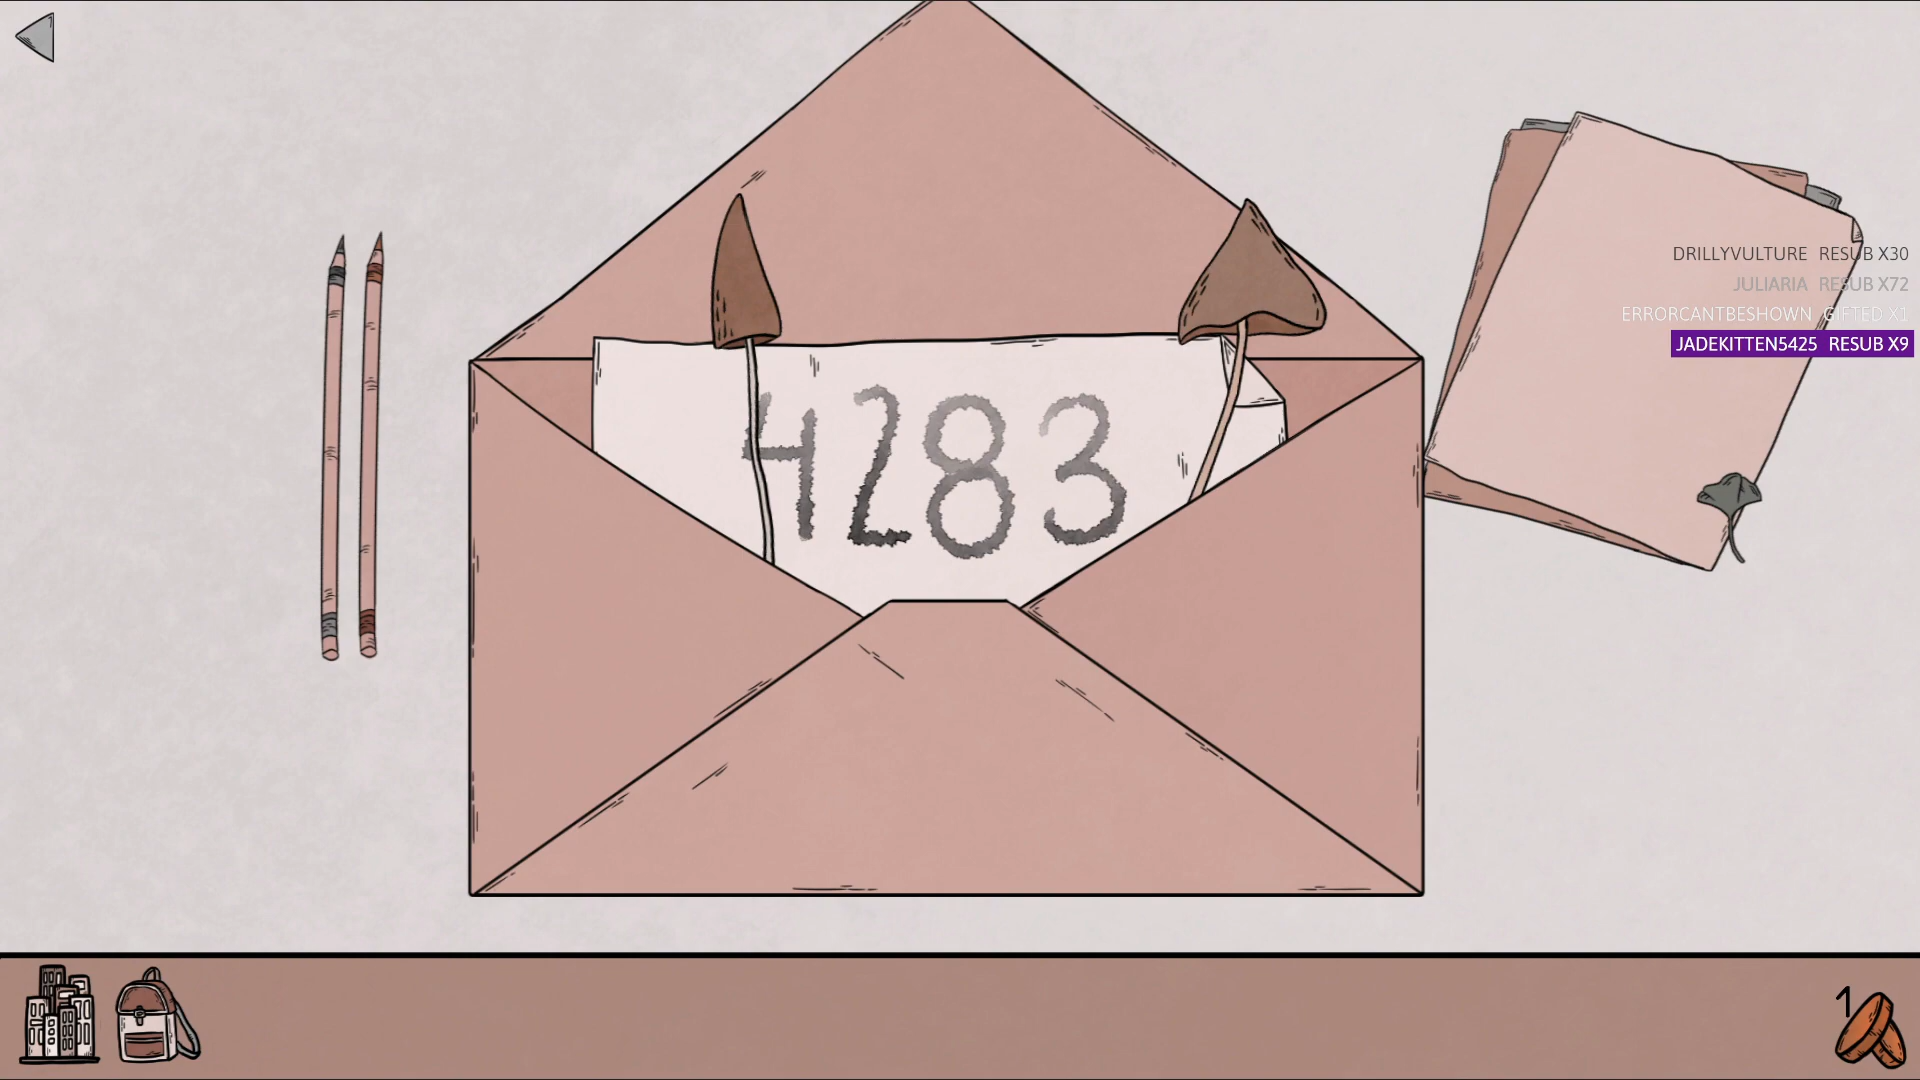 DRILLYVULTURE RESUB X30
JULIARIA RESUB X72
ERRORCANTBESHOWN GIFTED X1
JADEKITTEN5425 RESUB X9
4283
1